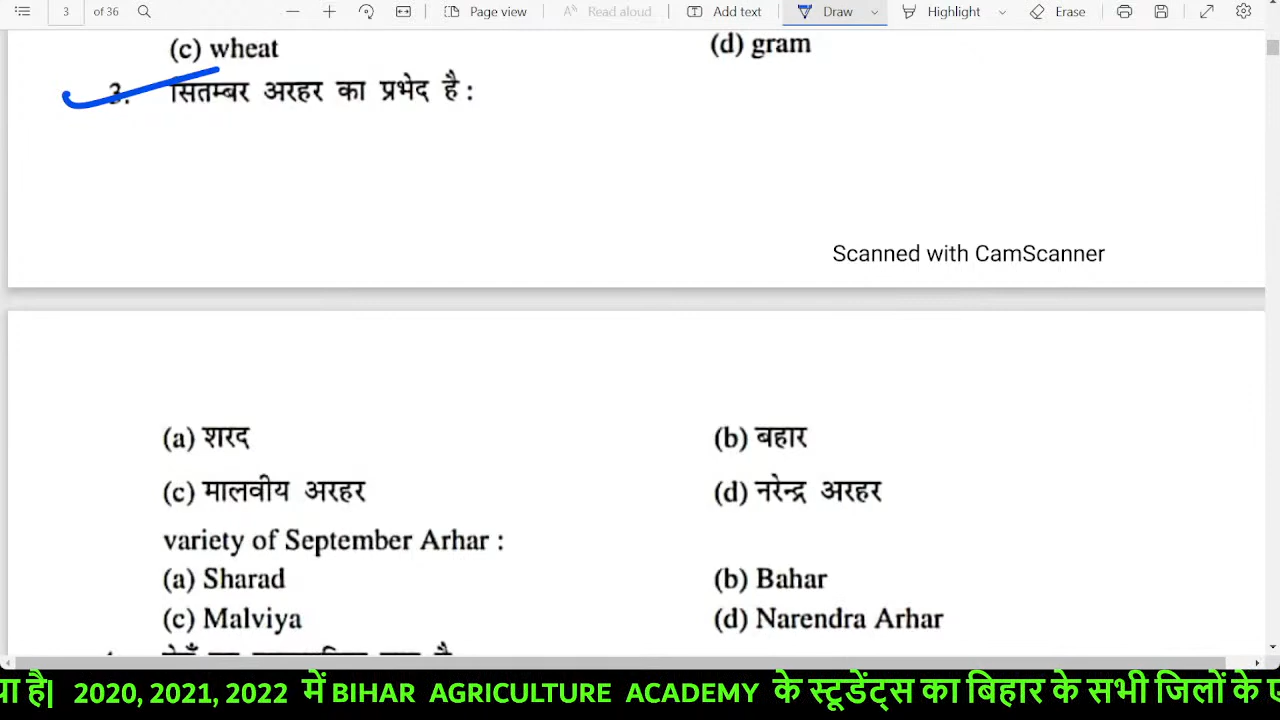 3 of 36 Page view Read aloud Add text Draw Highlight Erase
(c) wheat (d) gram
3. सितम्बर अरहर का प्रभेद है :
Scanned with CamScanner
(a) शरद (b) बहार
(c) मालवीय अरहर (d) नरेन्द्र अरहर
variety of September Arhar :
(a) Sharad (b) Bahar
(c) Malviya (d) Narendra Arhar
है| 2020, 2021, 2022 में BIHAR AGRICULTURE ACADEMY के स्टूडेंट्स का बिहार के सभी जिलों के